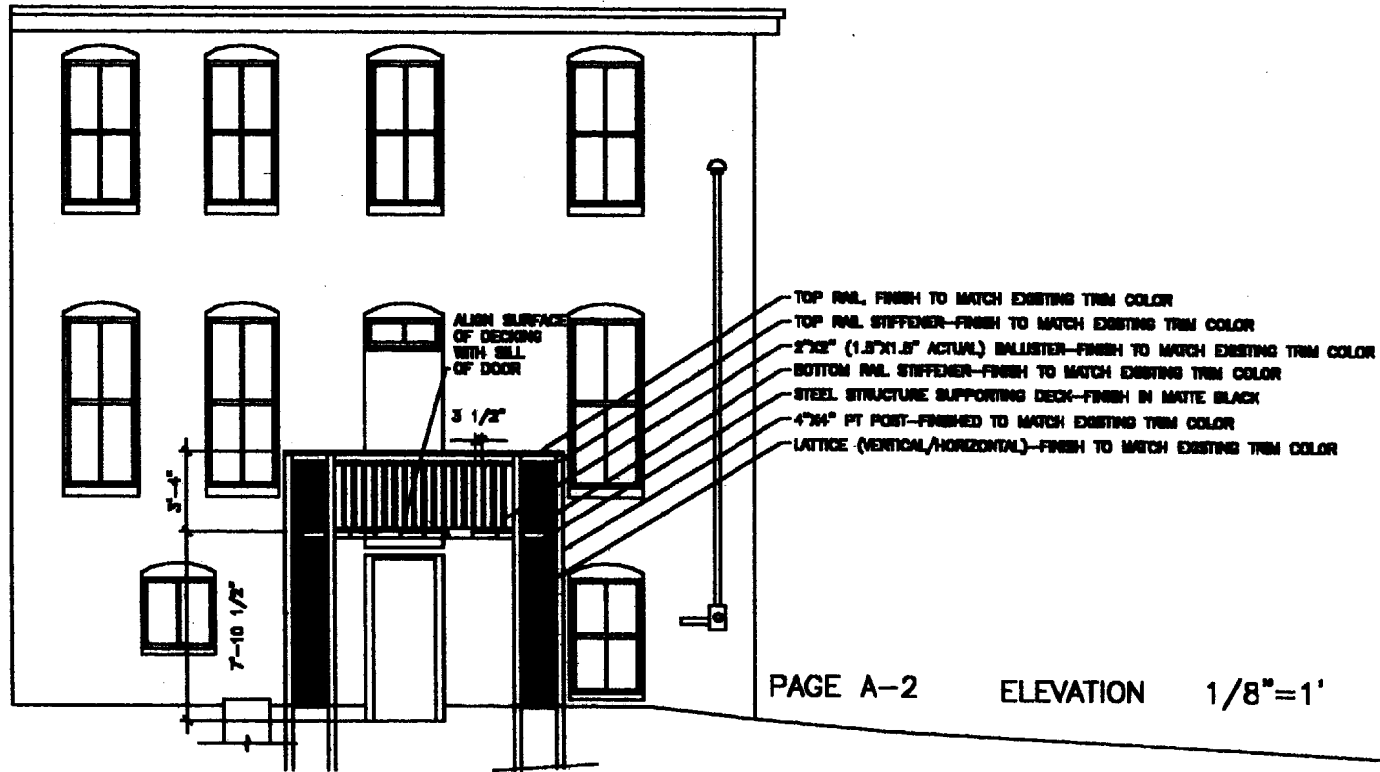 TOP RAIL, FINISH TO MATCH EXISTING TRIM COLOR
TOP RAIL STIFFENER-FINISH TO MATCH EXISTING TRIM COLOR
2"X2" (1.5"X1.5" ACTUAL) BALUSTER-FINISH TO MATCH EXISTING TRIM COLOR
BOTTOM RAIL STIFFENER-FINISH TO MATCH EXISTING TRIM COLOR
STEEL STRUCTURE SUPPORTING DECK-FINISH IN MATTE BLACK
4"X4" PT POST-FINISHED TO MATCH EXISTING TRIM COLOR
LATTICE (VERTICAL/HORIZONTAL)-FINISH TO MATCH EXISTING TRIM COLOR
ALIGN SURFACE
OF DECKING
WITH SILL
OF DOOR
3 1/2"
3'-4"
7'-10 1/2"
PAGE A-2 ELEVATION 1/8"=1'